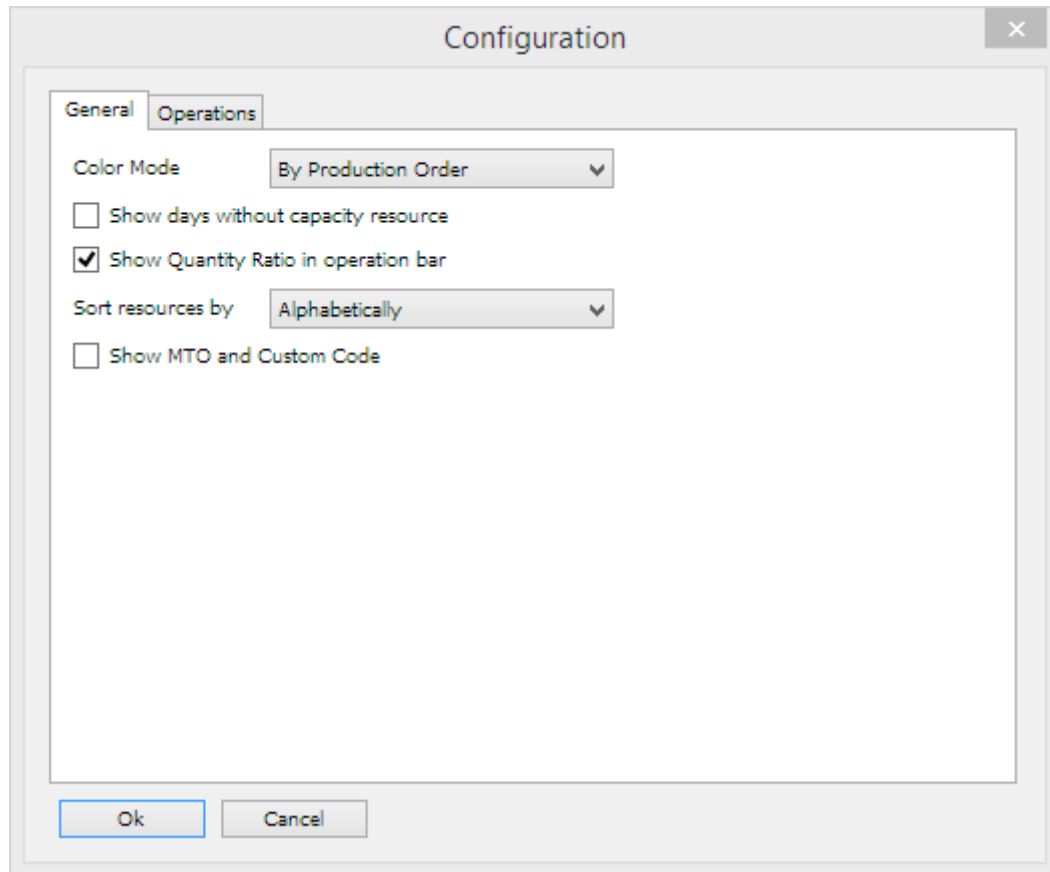 Configuration
General
Operations
Color Mode
By Production Order
Show days without capacity resource
Show Quantity Ratio in operation bar
Sort resources by
Alphabetically
Show MTO and Custom Code
Ok
Cancel